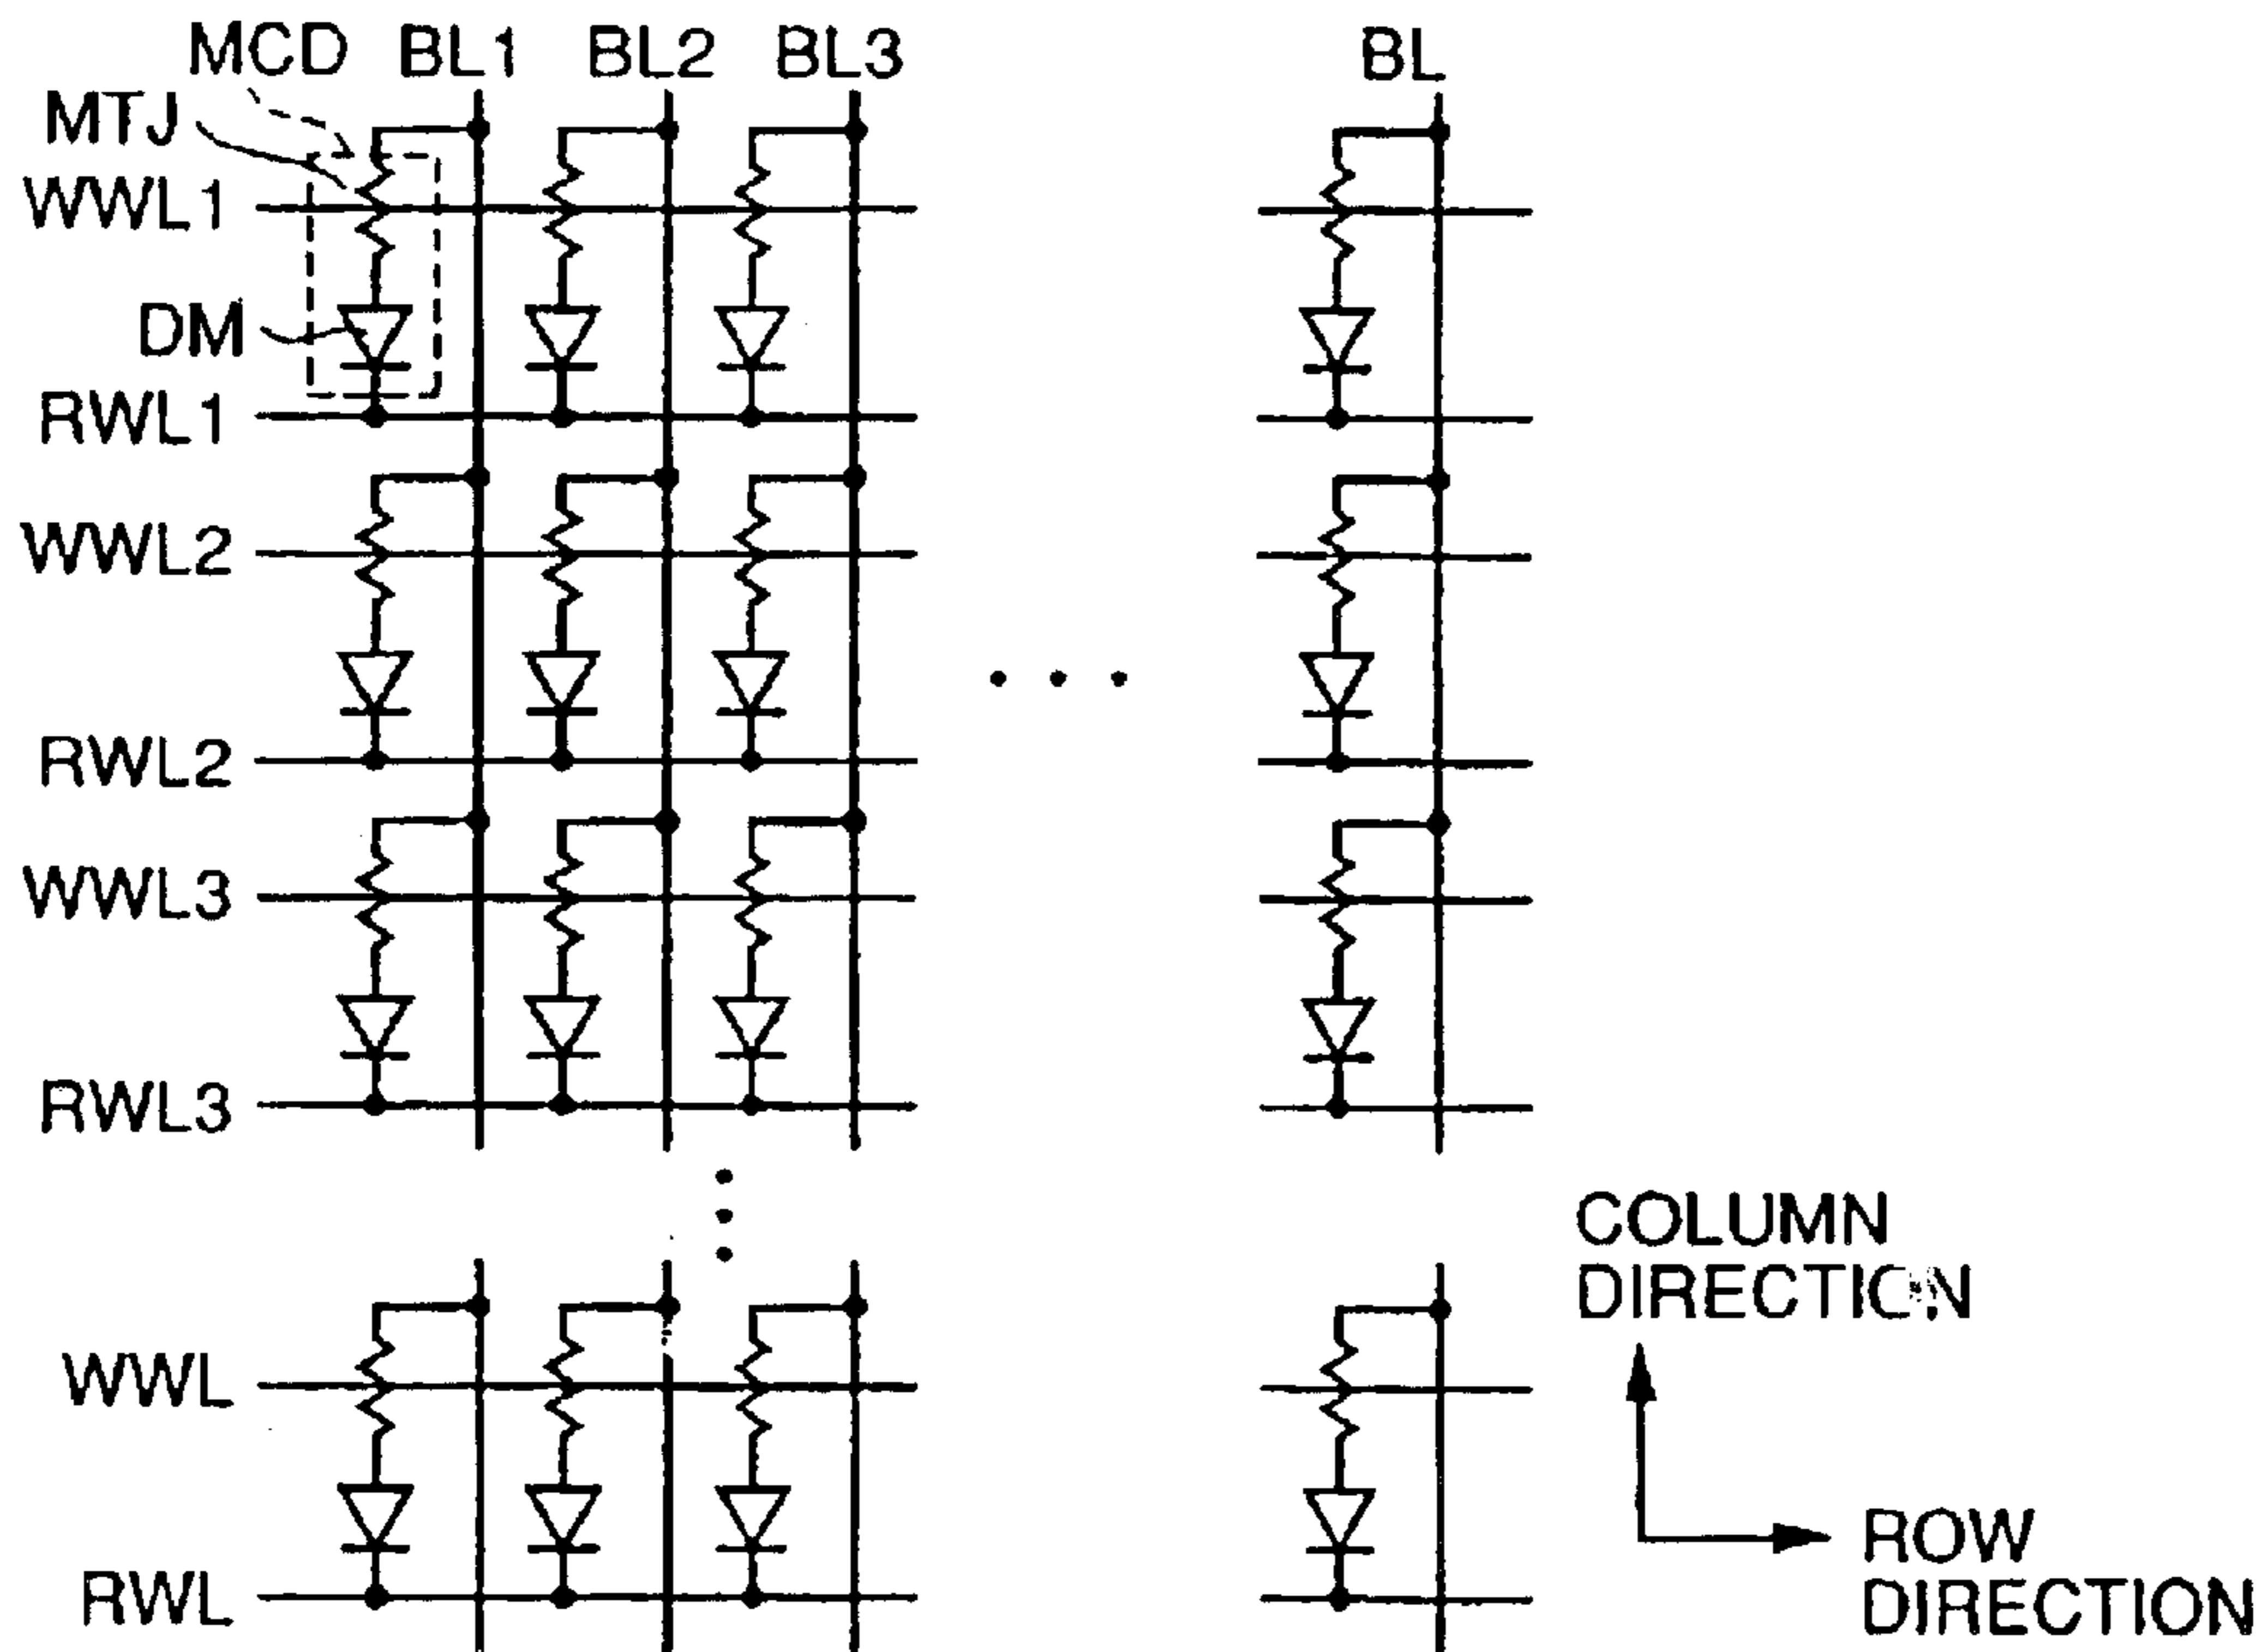 MCD BL1 BL2 BL3 BL
MTJ
WWL1
DM
RWL1
WWL2
RWL2
WWL3
RWL3
COLUMN
DIRECTION
WWL
ROW
RWL
DIRECTION